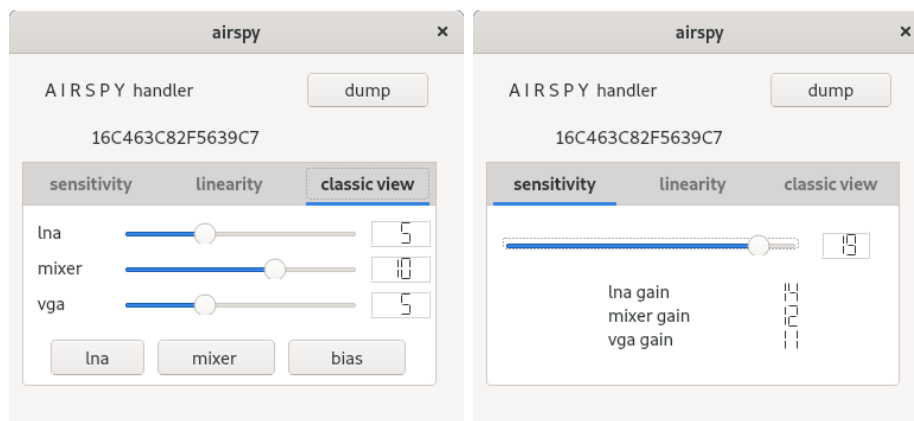 airspy ×
A I R S P Y handler dump
16C463C82F5639C7
sensitivity linearity classic view
lna 5
mixer 10
vga 5
lna mixer bias
airspy ×
A I R S P Y handler dump
16C463C82F5639C7
sensitivity linearity classic view
19
lna gain 14
mixer gain 12
vga gain 11